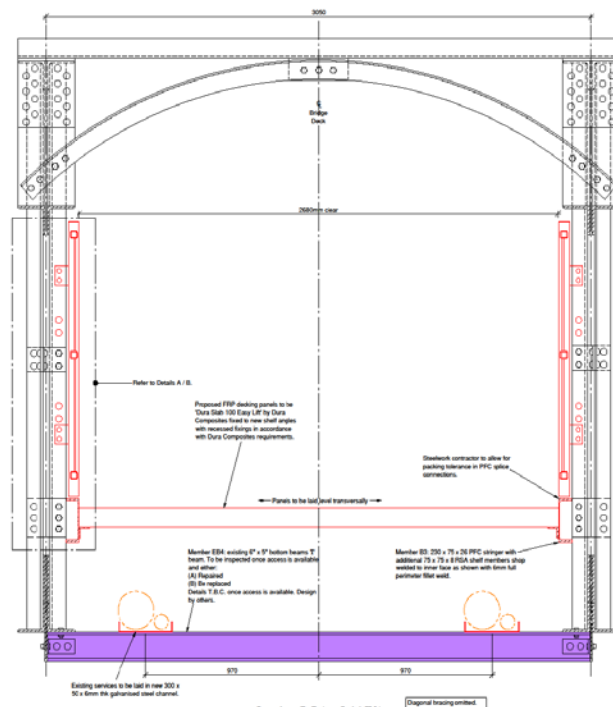 3050
℄
Bridge
Deck
2680mm clear
Refer to Details A / B.
Proposed FRP decking panels to be
'Dura Slab 100 Easy Lift' by Dura
Composites fixed to new shelf angles
with recessed fixings in accordance
with Dura Composites requirements.
Steelwork contractor to allow for
packing tolerance in PFC splice
connections.
Panels to be laid level transversally
Member EB4: existing 6" x 5" bottom beams 'I'
beam. To be inspected once access is available
and either:
(A) Repaired
(B) Be replaced
Details T.B.C. once access is available. Design
by others.
Member B3: 230 x 75 x 26 PFC stringer with
additional 75 x 75 x 8 RSA shelf members shop
welded to inner face as shown with 6mm full
perimeter fillet weld.
970
970
Existing services to be laid in new 300 x
50 x 6mm thk galvanised steel channel.
Diagonal bracing omitted.